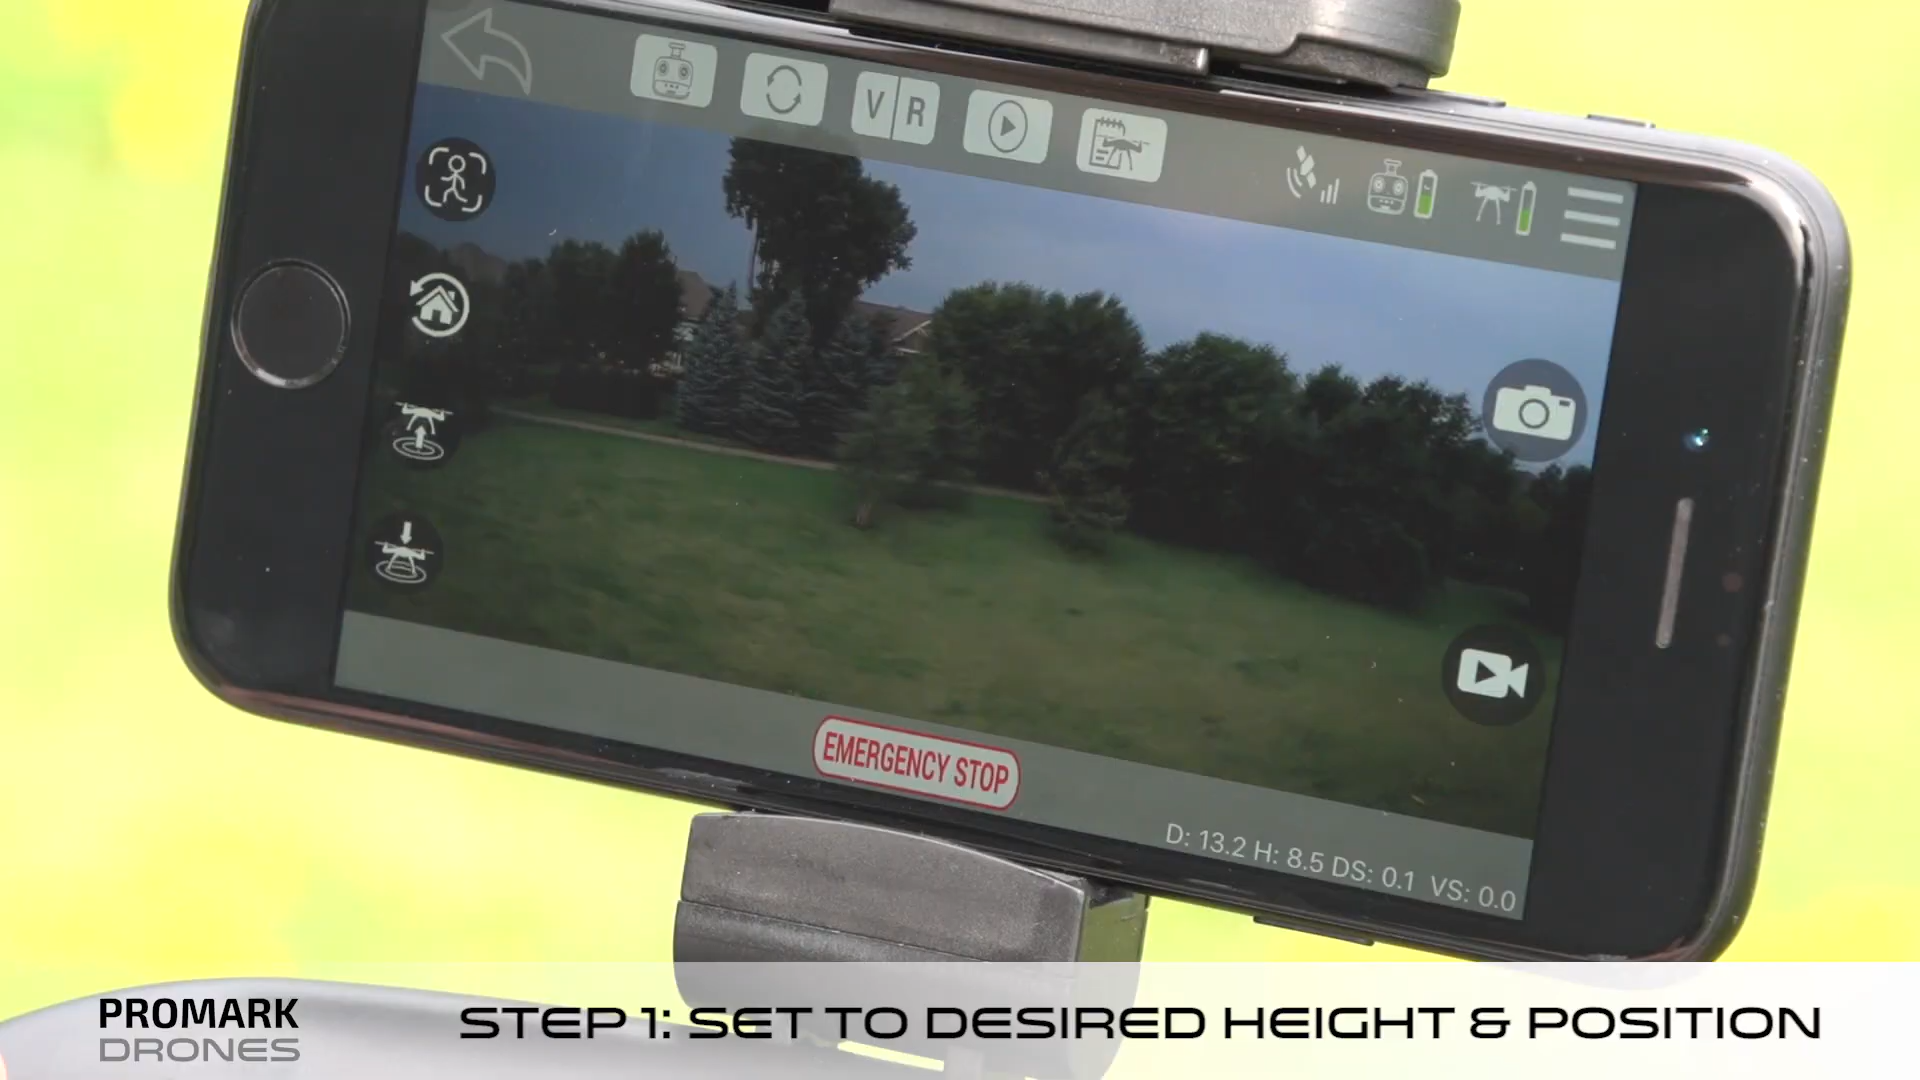 VR
EMERGENCY STOP
D: 13.2 H: 8.5 DS: 0.1 VS: 0.0
PROMARK
DRONES
STEP 1: SET TO DESIRED HEIGHT & POSITION